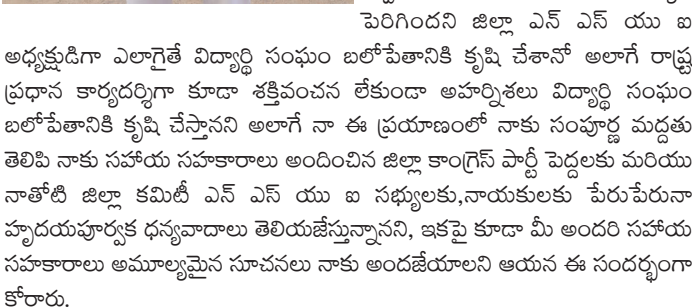 పెరిగిందని జిల్లా ఎన్ ఎస్ యు ఐ
అధ్యక్షుడిగా ఎలాగైతే విద్యార్థి సంఘం బలోపేతానికి కృషి చేశానో అలాగే రాష్ట్ర
ప్రధాన కార్యదర్శిగా కూడా శక్తివంచన లేకుండా అహర్నిశలు విద్యార్థి సంఘం
బలోపేతానికి కృషి చేస్తానని అలాగే నా ఈ ప్రయాణంలో నాకు సంపూర్ణ మద్దతు
తెలిపి నాకు సహాయ సహకారాలు అందించిన జిల్లా కాంగ్రెస్ పార్టీ పెద్దలకు మరియు
నాతోటి జిల్లా కమిటీ ఎన్ ఎస్ యు ఐ సభ్యులకు,నాయకులకు పేరుపేరునా
హృదయపూర్వక ధన్యవాదాలు తెలియజేస్తున్నానని, ఇకపై కూడా మీ అందరి సహాయ
సహకారాలు అమూల్యమైన సూచనలు నాకు అందజేయాలని ఆయన ఈ సందర్భంగా
కోరారు.